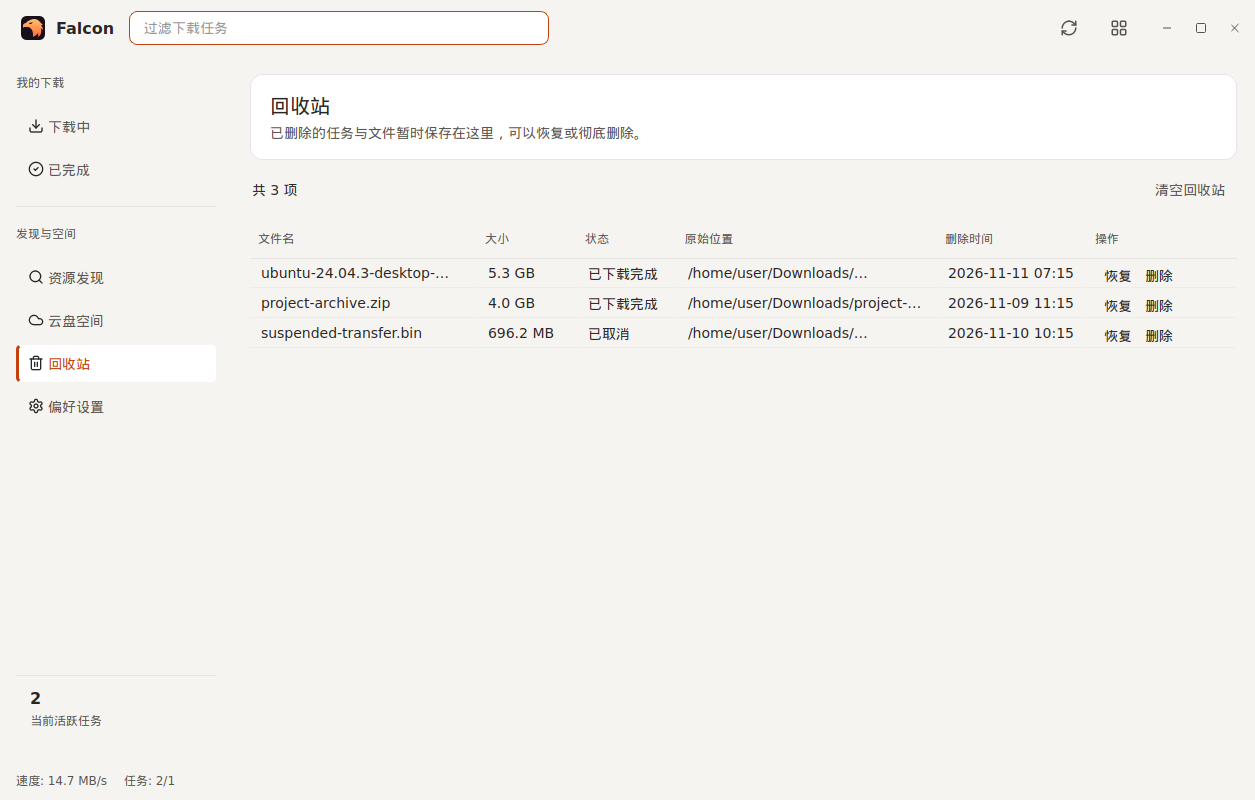 Falcon
过滤下载任务
我的下载
下载中
已完成
发现与空间
资源发现
云盘空间
回收站
偏好设置
2
当前活跃任务
速度: 14.7 MB/s 任务: 2/1
回收站
已删除的任务与文件暂时保存在这里，可以恢复或彻底删除。
共 3 项 清空回收站
文件名 大小 状态 原始位置 删除时间 操作
ubuntu-24.04.3-desktop-… 5.3 GB 已下载完成 /home/user/Downloads/… 2026-11-11 07:15 恢复 删除
project-archive.zip 4.0 GB 已下载完成 /home/user/Downloads/project-… 2026-11-09 11:15 恢复 删除
suspended-transfer.bin 696.2 MB 已取消 /home/user/Downloads/… 2026-11-10 10:15 恢复 删除